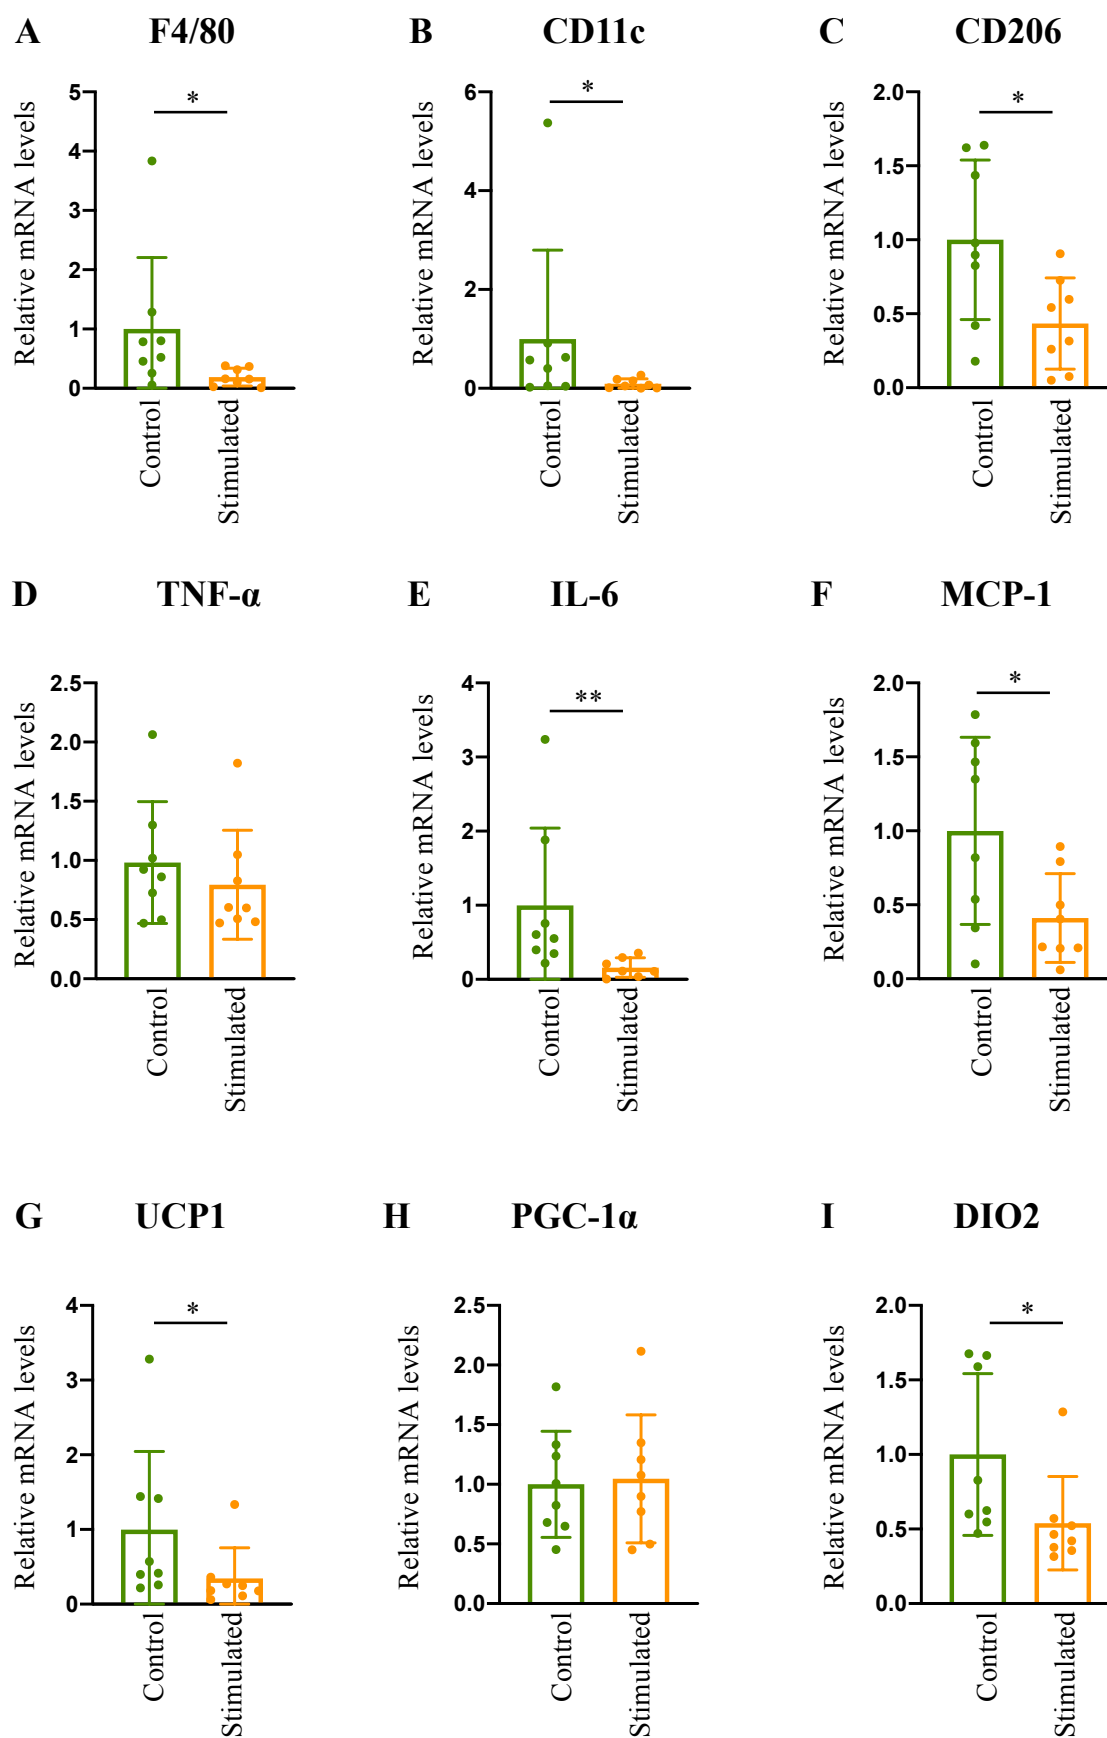 A F4/80 B CD11c C CD206
Relative mRNA levels
5
4
3
2
1
0
*
Control
Stimulated
Relative mRNA levels
6
4
2
0
*
Control
Stimulated
Relative mRNA levels
2.0
1.5
1.0
0.5
0.0
*
Control
Stimulated
D TNF-α E IL-6 F MCP-1
Relative mRNA levels
2.5
2.0
1.5
1.0
0.5
0.0
Control
Stimulated
Relative mRNA levels
4
3
2
1
0
**
Control
Stimulated
Relative mRNA levels
2.0
1.5
1.0
0.5
0.0
*
Control
Stimulated
G UCP1 H PGC-1α I DIO2
Relative mRNA levels
4
3
2
1
0
*
Control
Stimulated
Relative mRNA levels
2.5
2.0
1.5
1.0
0.5
0.0
Control
Stimulated
Relative mRNA levels
2.0
1.5
1.0
0.5
0.0
*
Control
Stimulated